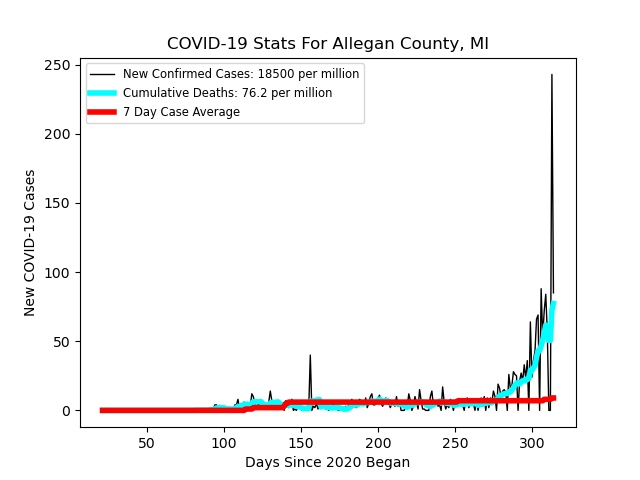 COVID-19 Stats For Allegan County, MI
New Confirmed Cases: 18500 per million
Cumulative Deaths: 76.2 per million
7 Day Case Average
New COVID-19 Cases
250
200
150
100
50
0
50 100 150 200 250 300
Days Since 2020 Began